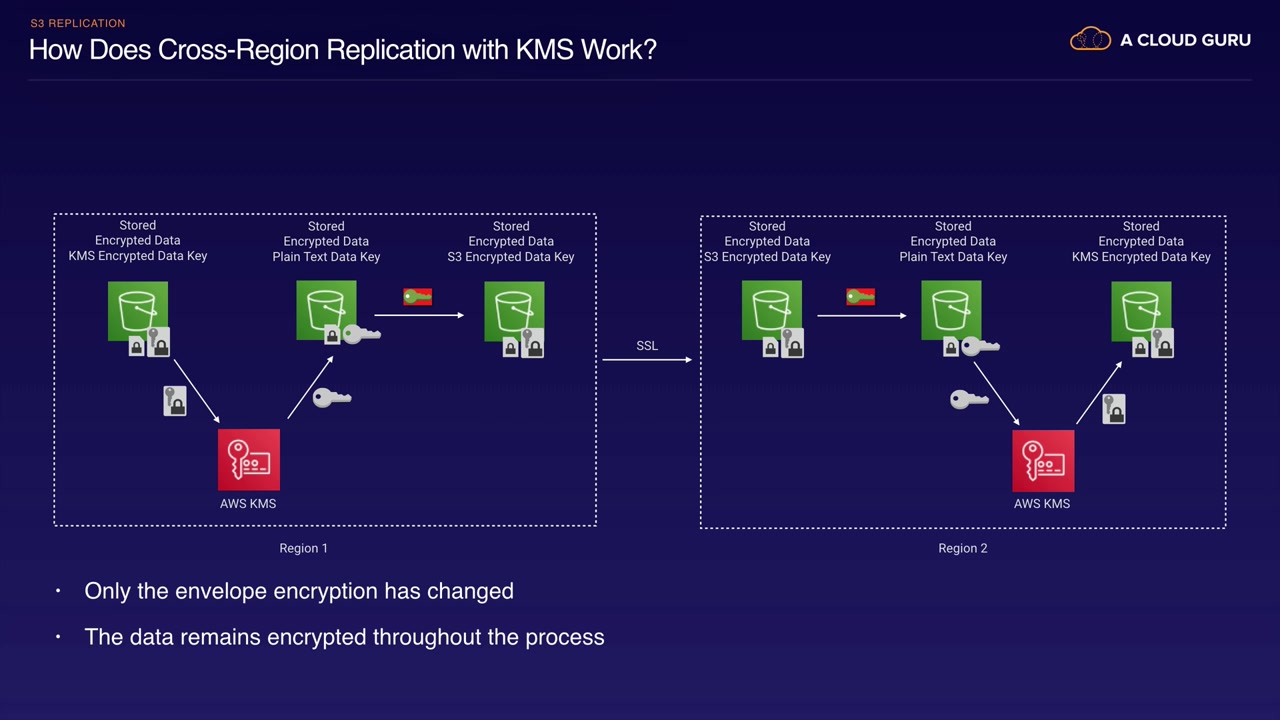 S3 REPLICATION
How Does Cross-Region Replication with KMS Work?
A CLOUD GURU
Stored
Encrypted Data
KMS Encrypted Data Key
Stored
Encrypted Data
Plain Text Data Key
Stored
Encrypted Data
S3 Encrypted Data Key
AWS KMS
Region 1
SSL
Stored
Encrypted Data
S3 Encrypted Data Key
Stored
Encrypted Data
Plain Text Data Key
Stored
Encrypted Data
KMS Encrypted Data Key
AWS KMS
Region 2
• Only the envelope encryption has changed
• The data remains encrypted throughout the process